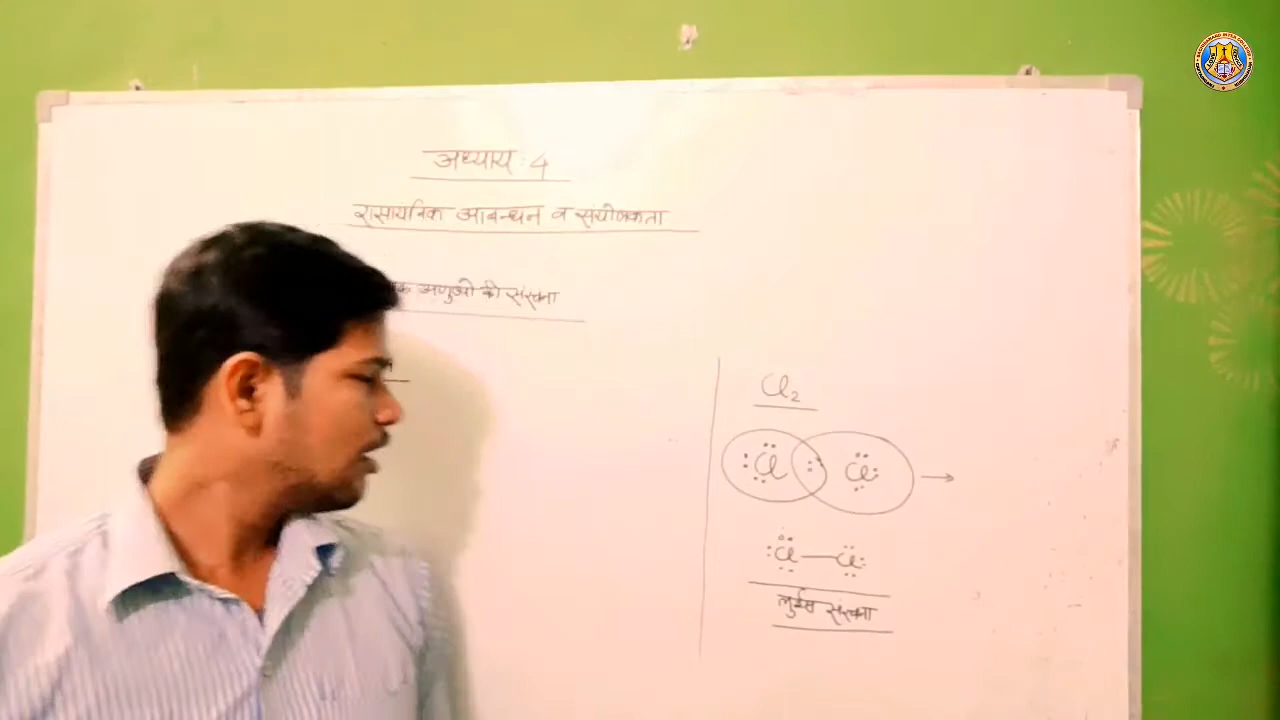 अध्याय : 4
रासायनिक आबन्धन व संयोजकता
अणुओ की संरचना
Cl₂
Cl Cl →
Cl — Cl
लुईस संरचना